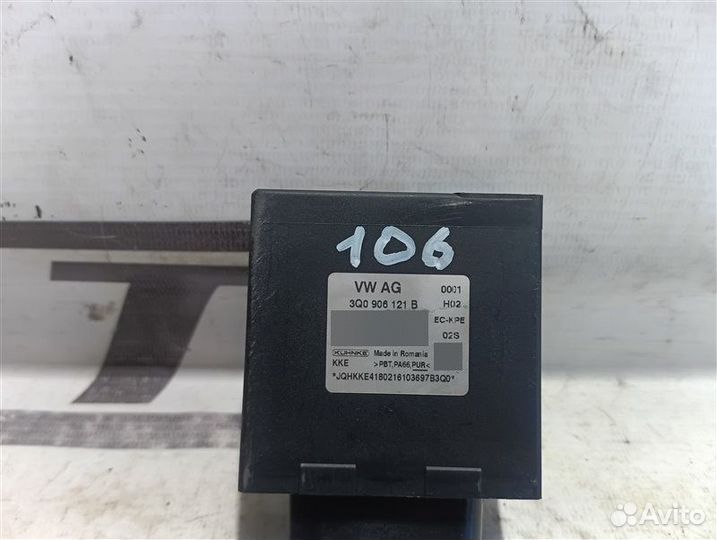 106
VW AG 0001
3Q0 906 121 B H02
EC-KPE
02S
KUHNKE Made in Romania
KKE >PBT,PA66,PUR<
*JQHKKE4180216103697B3Q0*
Avito